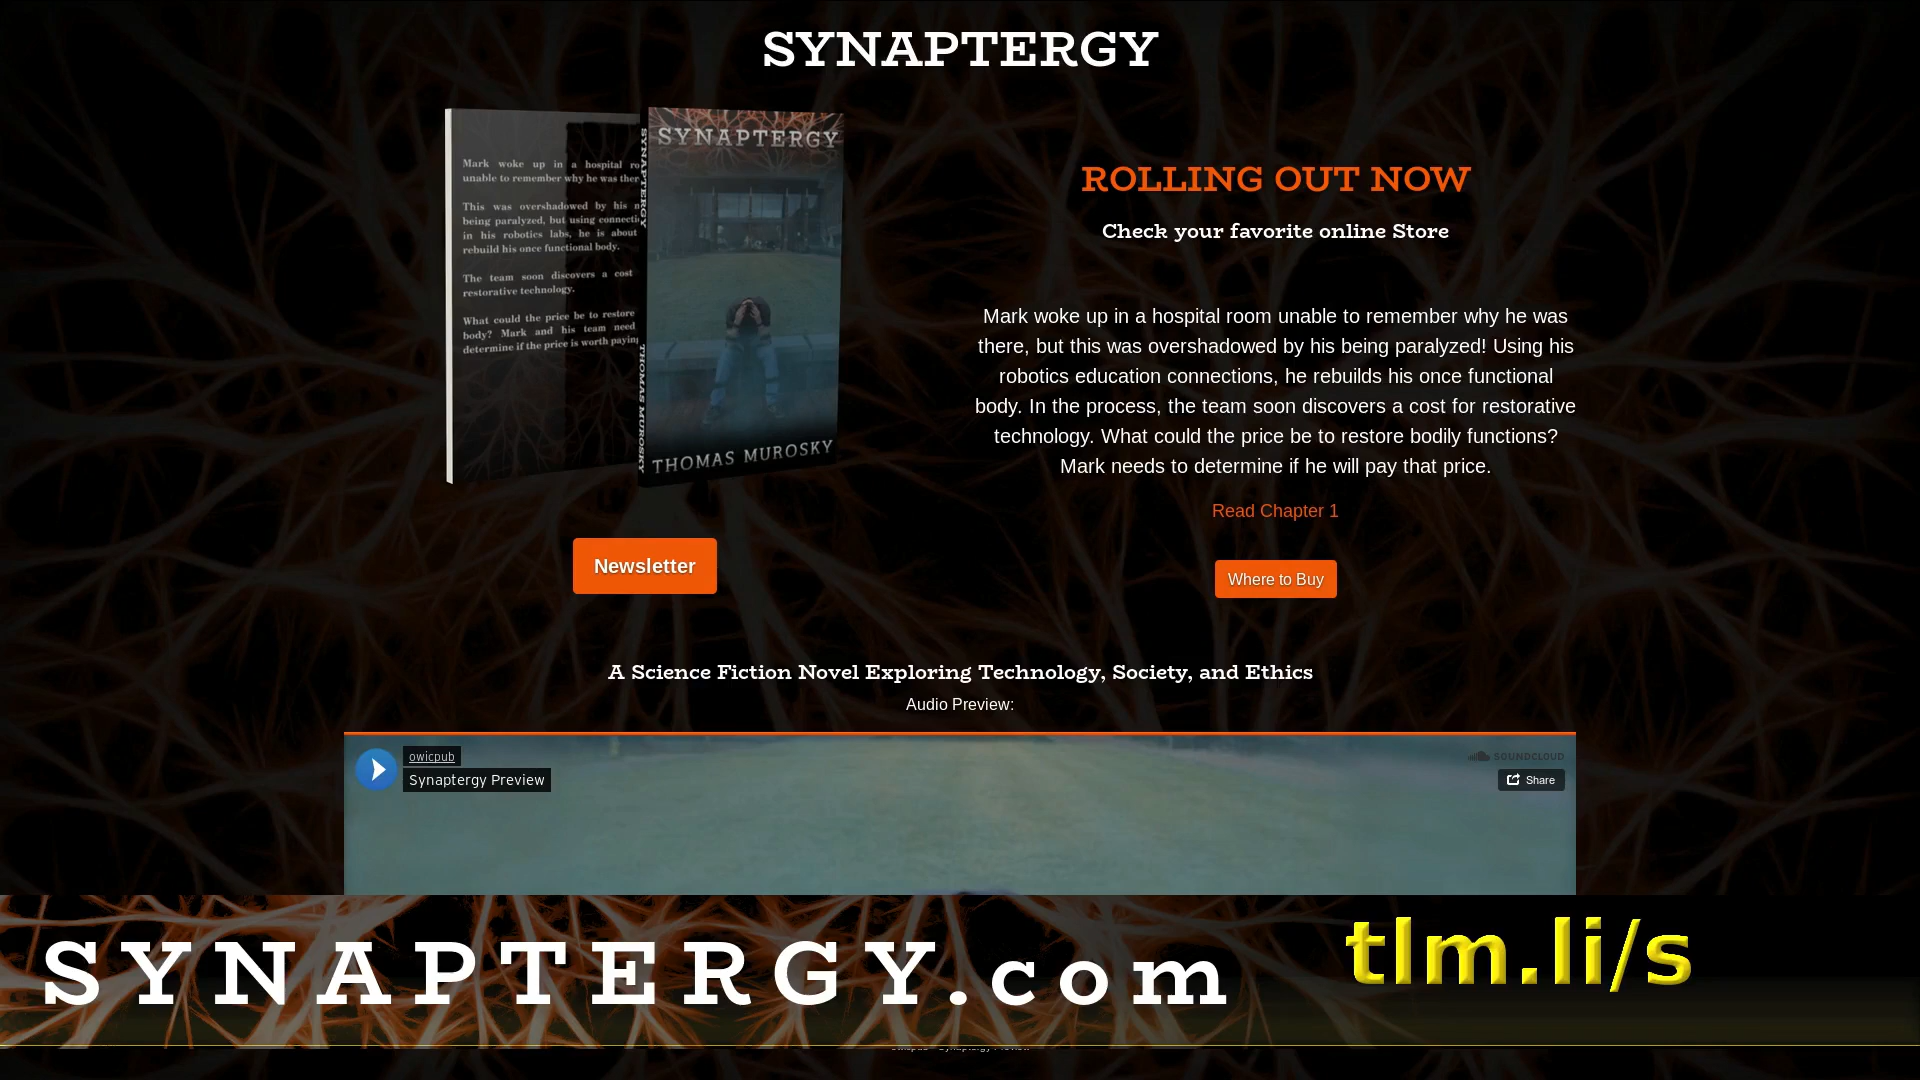 SYNAPTERGY
Mark woke up in a hospital
unable to remember why he was
This was overshadowed by his
being paralyzed, but using
in his robotics labs, he is about
rebuild his once functional body.
The team soon discovers a cost
restorative technology.
What could the price be to restore
body? Mark and his team need
determine if the price is worth
SYNAPTERGY
THOMAS MUROSKY
SYNAPTERGY
THOMAS MUROSKY
Newsletter
ROLLING OUT NOW
Check your favorite online Store
Mark woke up in a hospital room unable to remember why he was
there, but this was overshadowed by his being paralyzed! Using his
robotics education connections, he rebuilds his once functional
body. In the process, the team soon discovers a cost for restorative
technology. What could the price be to restore bodily functions?
Mark needs to determine if he will pay that price.
Read Chapter 1
Where to Buy
A Science Fiction Novel Exploring Technology, Society, and Ethics
Audio Preview:
owicpub
Synaptergy Preview
SOUNDCLOUD
Share
SYNAPTERGY.com
tlm.li/s